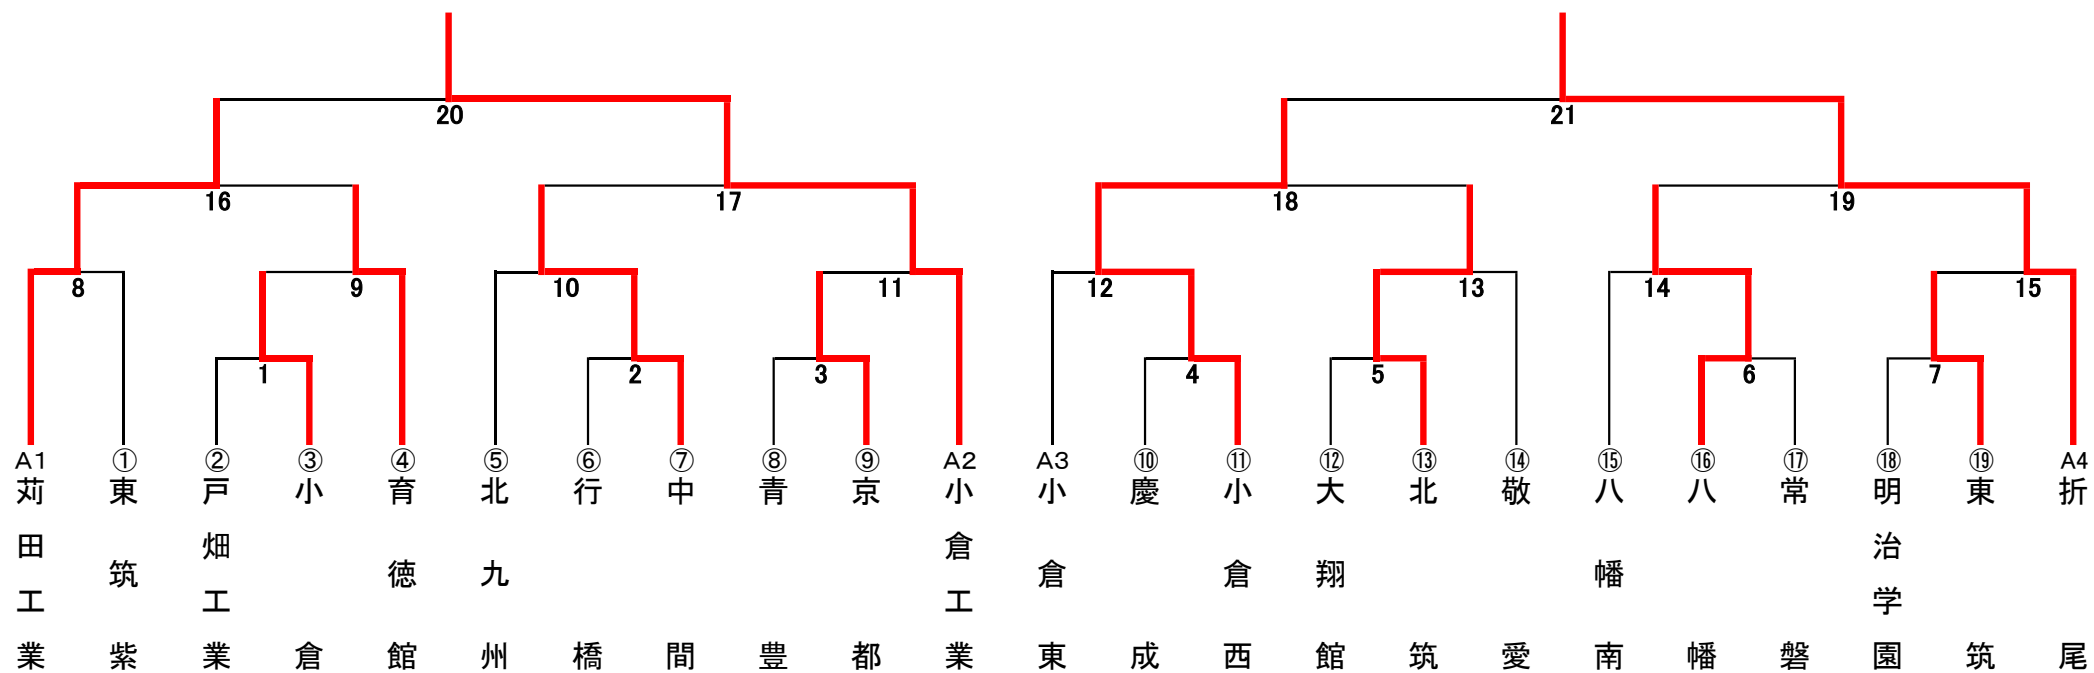 20
21
16
17
18
19
8
9
10
11
12
13
14
15
1
2
3
4
5
6
7
A1
苅田工業
①
東筑紫
②
戸畑工業
③
小倉
④
育徳館
⑤
北九州
⑥
行橋
⑦
中間
⑧
青豊
⑨
京都
A2
小倉工業
A3
小倉東
⑩
慶成
⑪
小倉西
⑫
大翔館
⑬
北筑
⑭
敬愛
⑮
八幡南
⑯
八幡
⑰
常磐
⑱
明治学園
⑲
東筑
A4
折尾